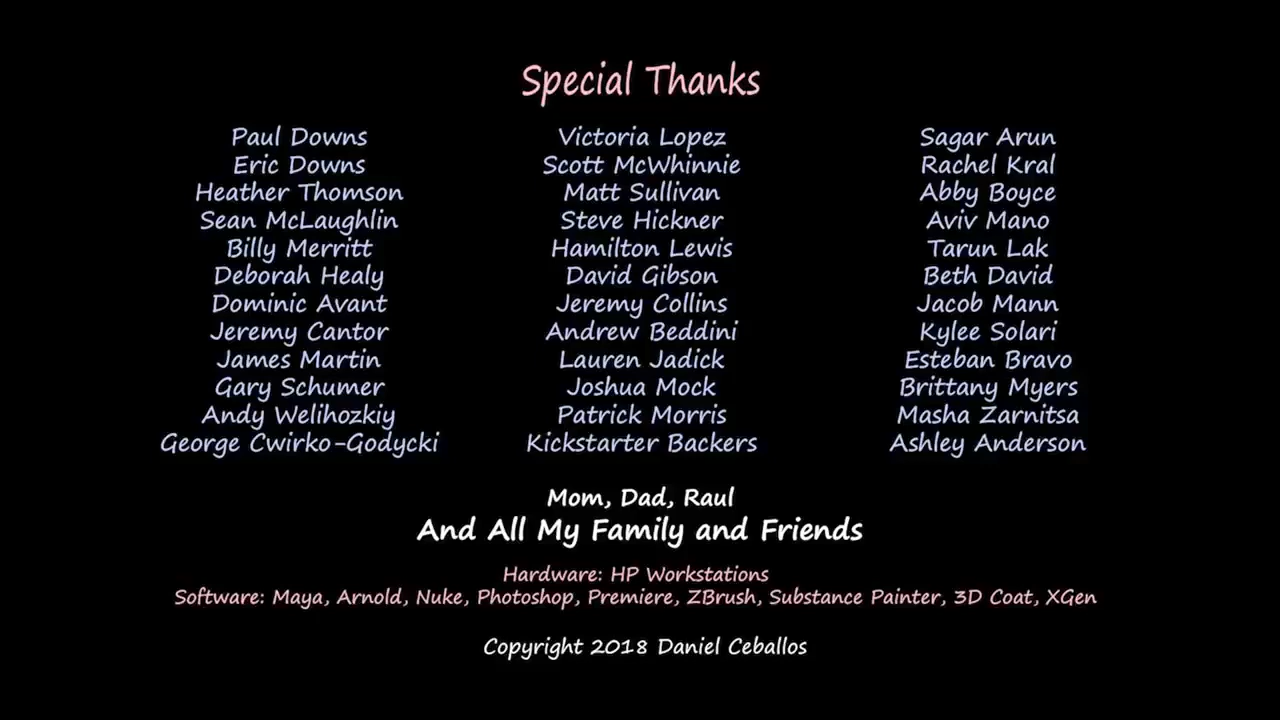 Special Thanks
Paul Downs
Eric Downs
Heather Thomson
Sean McLaughlin
Billy Merritt
Deborah Healy
Dominic Avant
Jeremy Cantor
James Martin
Gary Schumer
Andy Welihozkiy
George Cwirko-Godycki
Victoria Lopez
Scott McWhinnie
Matt Sullivan
Steve Hickner
Hamilton Lewis
David Gibson
Jeremy Collins
Andrew Beddini
Lauren Jadick
Joshua Mock
Patrick Morris
Kickstarter Backers
Sagar Arun
Rachel Kral
Abby Boyce
Aviv Mano
Tarun Lak
Beth David
Jacob Mann
Kylee Solari
Esteban Bravo
Brittany Myers
Masha Zarnitsa
Ashley Anderson
Mom, Dad, Raul
And All My Family and Friends
Hardware: HP Workstations
Software: Maya, Arnold, Nuke, Photoshop, Premiere, ZBrush, Substance Painter, 3D Coat, XGen
Copyright 2018 Daniel Ceballos